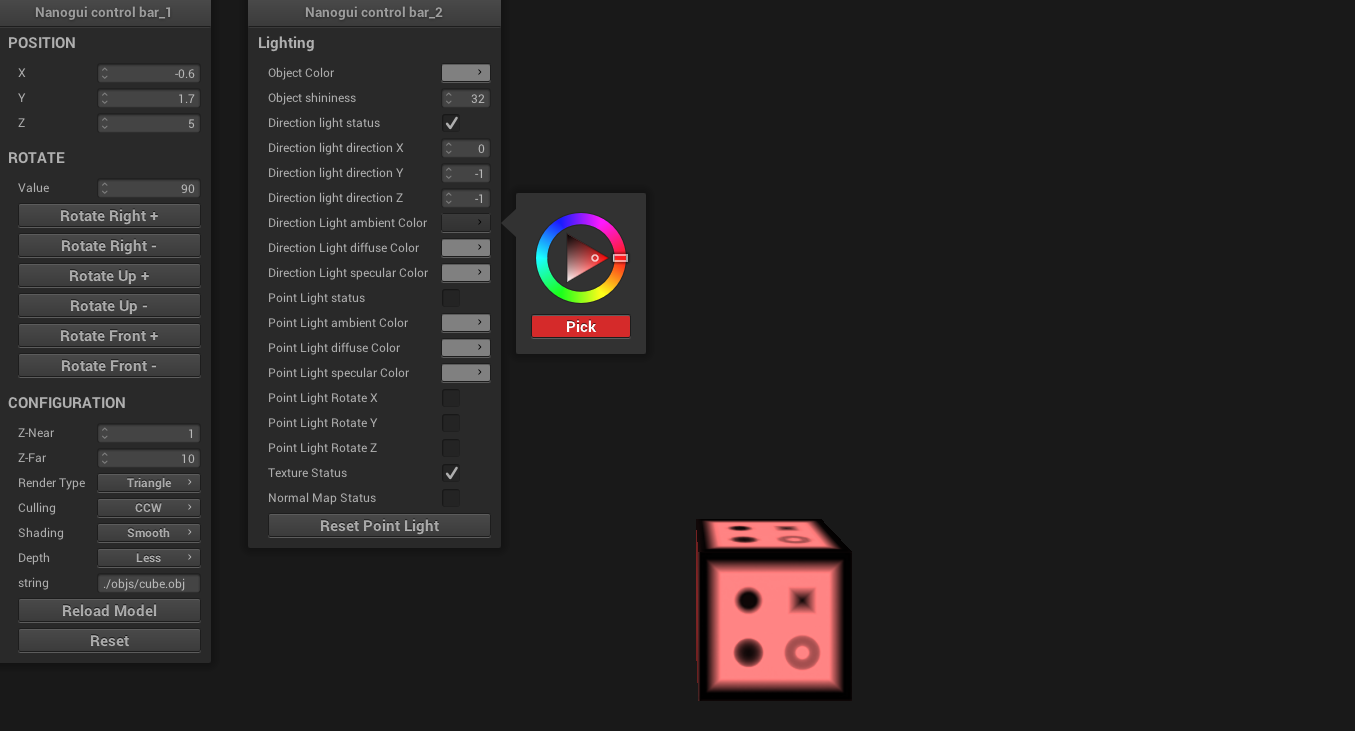 Nanogui control bar_1
POSITION
X -0.6
Y 1.7
Z 5
ROTATE
Value 90
Rotate Right +
Rotate Right -
Rotate Up +
Rotate Up -
Rotate Front +
Rotate Front -
CONFIGURATION
Z-Near 1
Z-Far 10
Render Type Triangle
Culling CCW
Shading Smooth
Depth Less
string ./objs/cube.obj
Reload Model
Reset
Nanogui control bar_2
Lighting
Object Color
Object shininess 32
Direction light status
Direction light direction X 0
Direction light direction Y -1
Direction light direction Z -1
Direction Light ambient Color
Direction Light diffuse Color
Direction Light specular Color
Point Light status
Point Light ambient Color
Point Light diffuse Color
Point Light specular Color
Point Light Rotate X
Point Light Rotate Y
Point Light Rotate Z
Texture Status
Normal Map Status
Reset Point Light
Pick